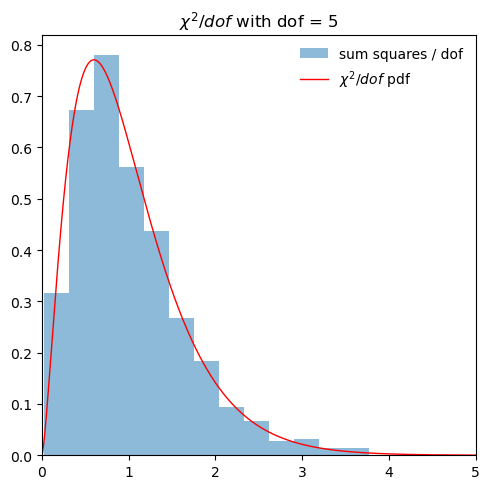 χ²/dof with dof = 5
sum squares / dof
χ²/dof pdf
0.8
0.7
0.6
0.5
0.4
0.3
0.2
0.1
0.0
0 1 2 3 4 5